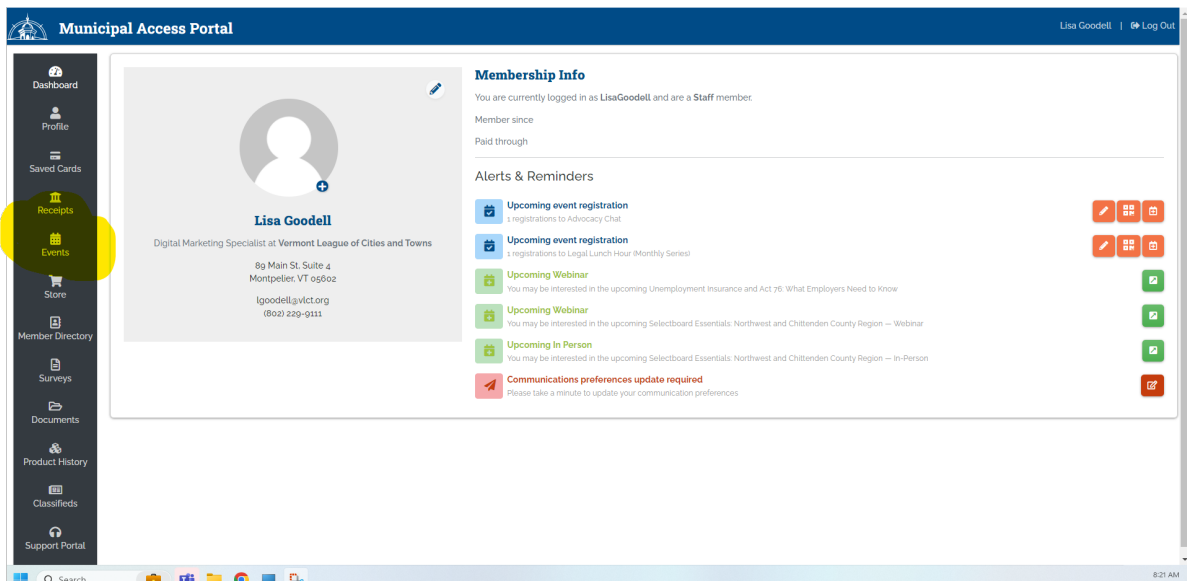 Municipal Access Portal
Lisa Goodell | Log Out
Dashboard
Profile
Saved Cards
Receipts
Events
Store
Member Directory
Surveys
Documents
Product History
Classifieds
Support Portal
Lisa Goodell
Digital Marketing Specialist at Vermont League of Cities and Towns
89 Main St, Suite 4
Montpelier, VT 05602
lgoodell@vlct.org
(802) 229-9111
Membership Info
You are currently logged in as LisaGoodell and are a Staff member.
Member since
Paid through
Alerts & Reminders
Upcoming event registration
1 registrations to Advocacy Chat
Upcoming event registration
1 registrations to Legal Lunch Hour (Monthly Series)
Upcoming Webinar
You may be interested in the upcoming Unemployment Insurance and Act 76: What Employers Need to Know
Upcoming Webinar
You may be interested in the upcoming Selectboard Essentials: Northwest and Chittenden County Region — Webinar
Upcoming In Person
You may be interested in the upcoming Selectboard Essentials: Northwest and Chittenden County Region — In-Person
Communications preferences update required
Please take a minute to update your communication preferences
Search
8:21 AM